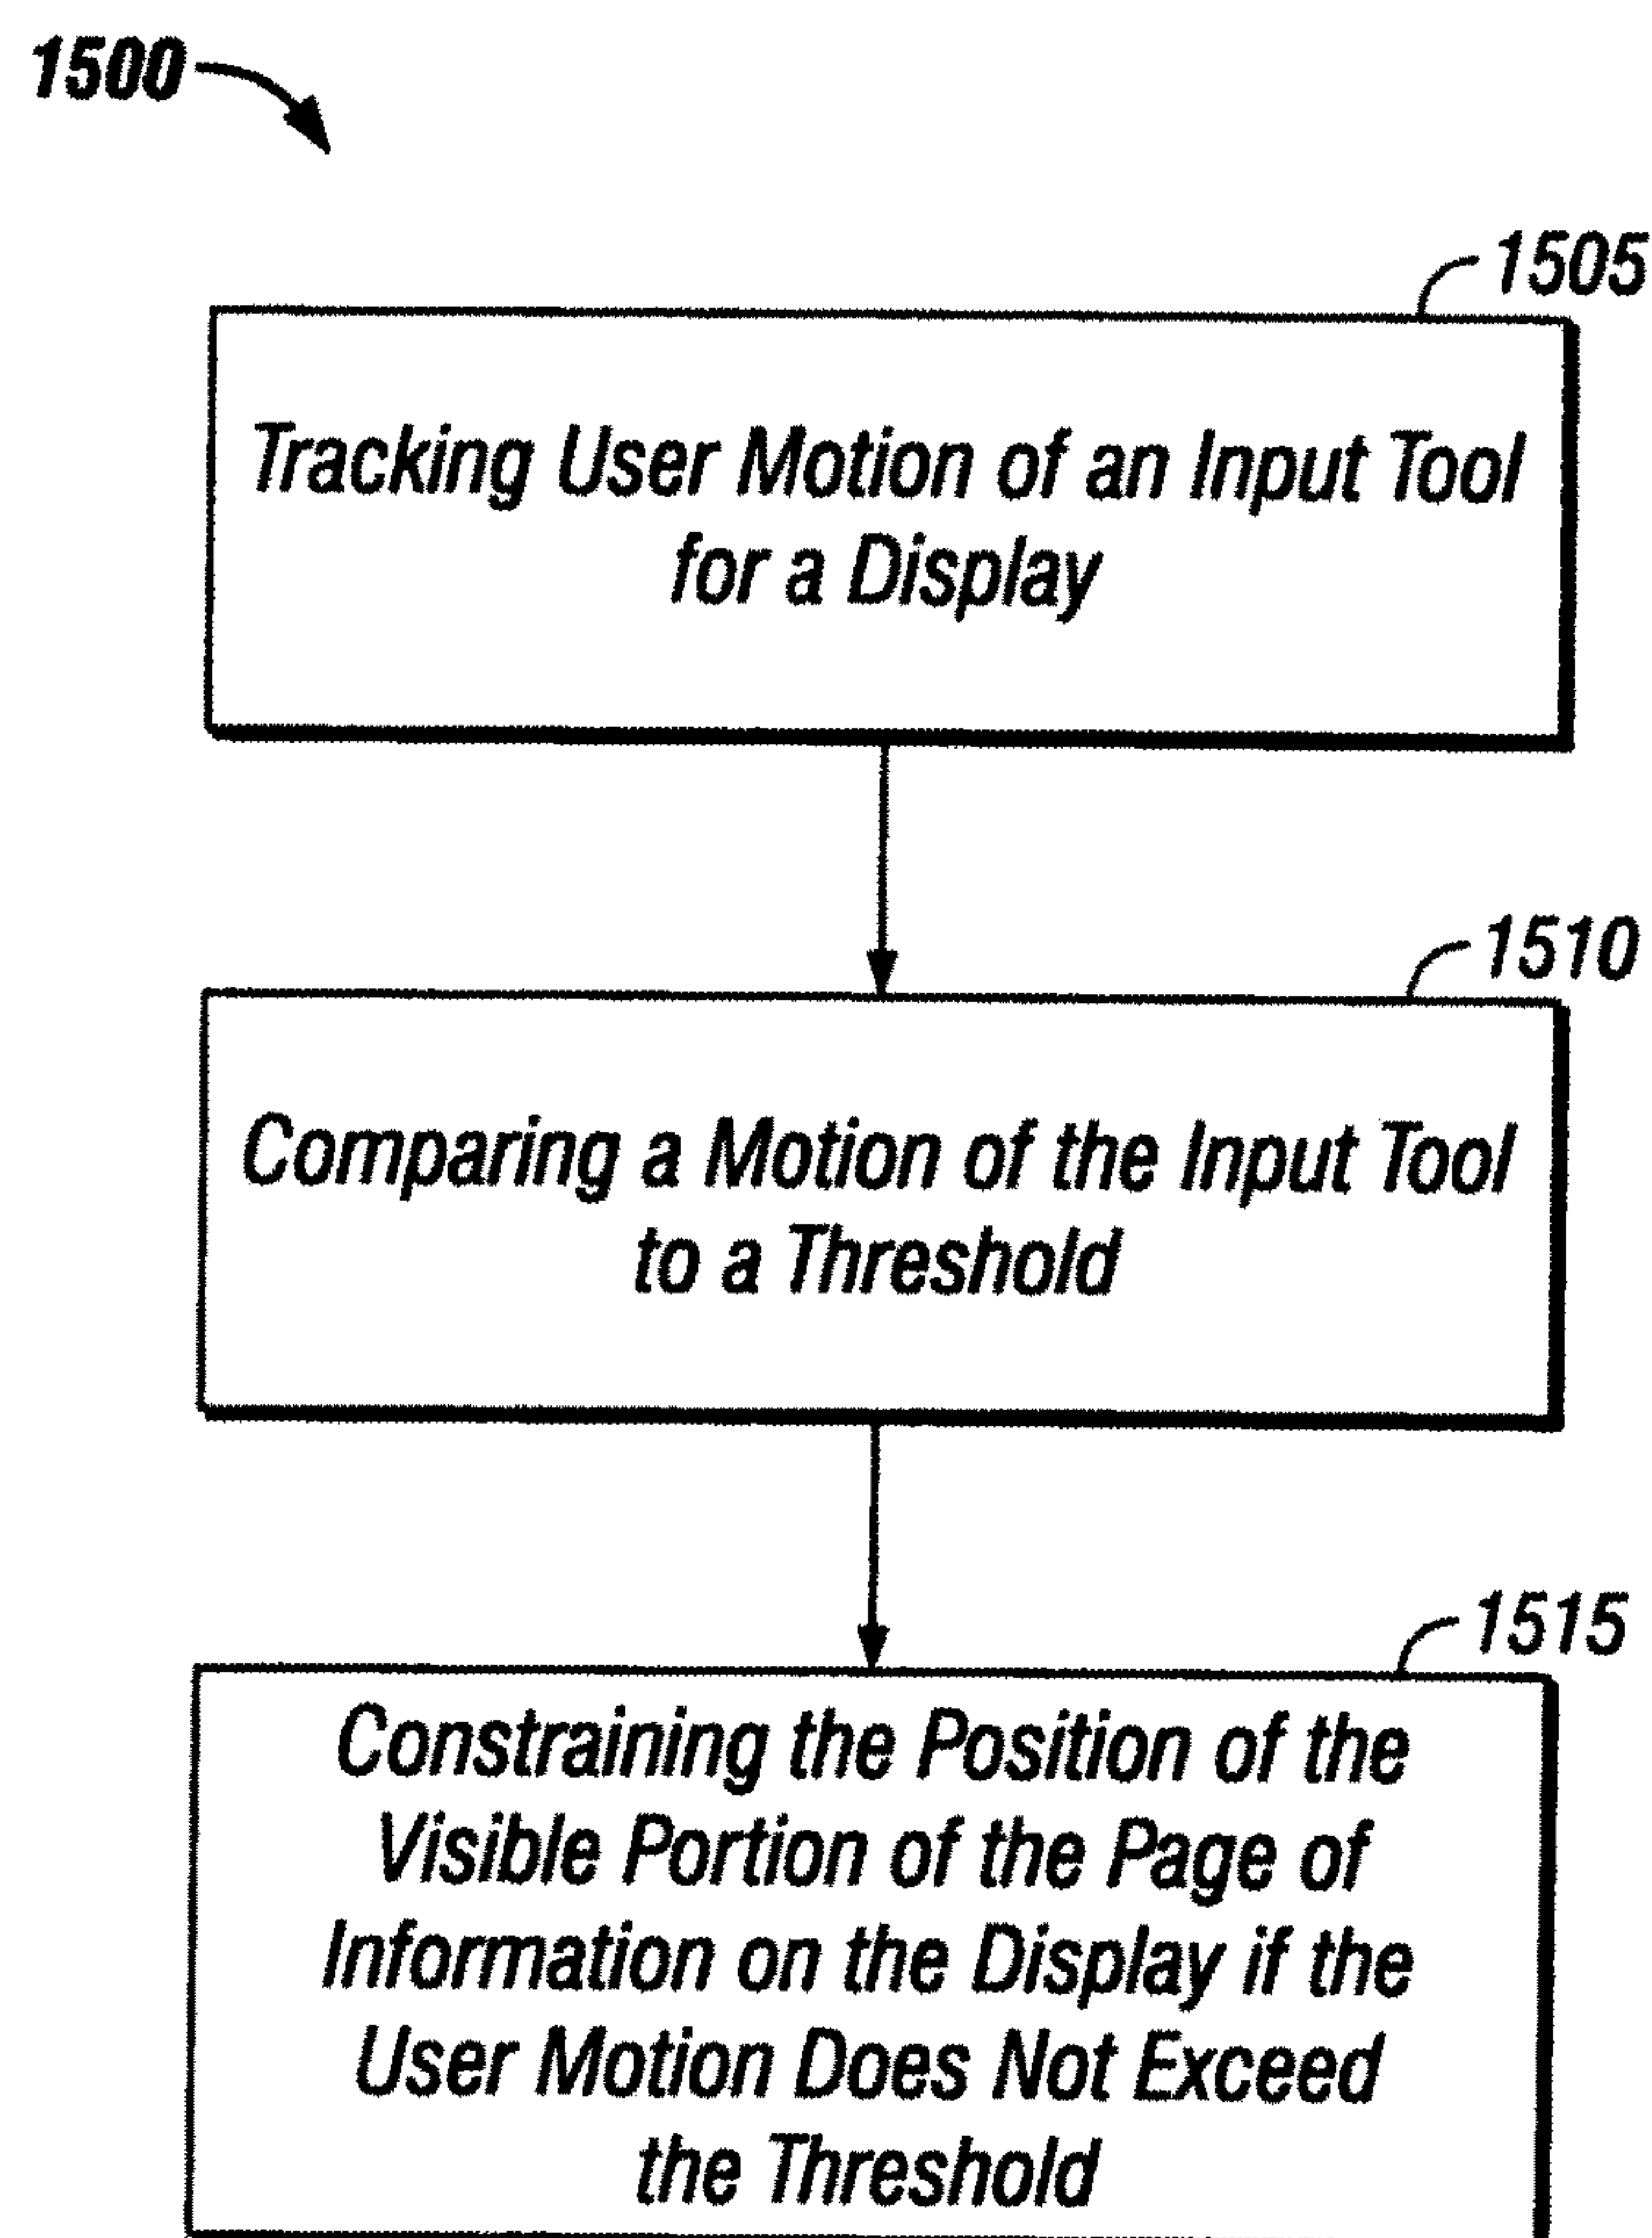 1500
1505
Tracking User Motion of an Input Tool
for a Display
1510
Comparing a Motion of the Input Tool
to a Threshold
1515
Constraining the Position of the
Visible Portion of the Page of
Information on the Display if the
User Motion Does Not Exceed
the Threshold